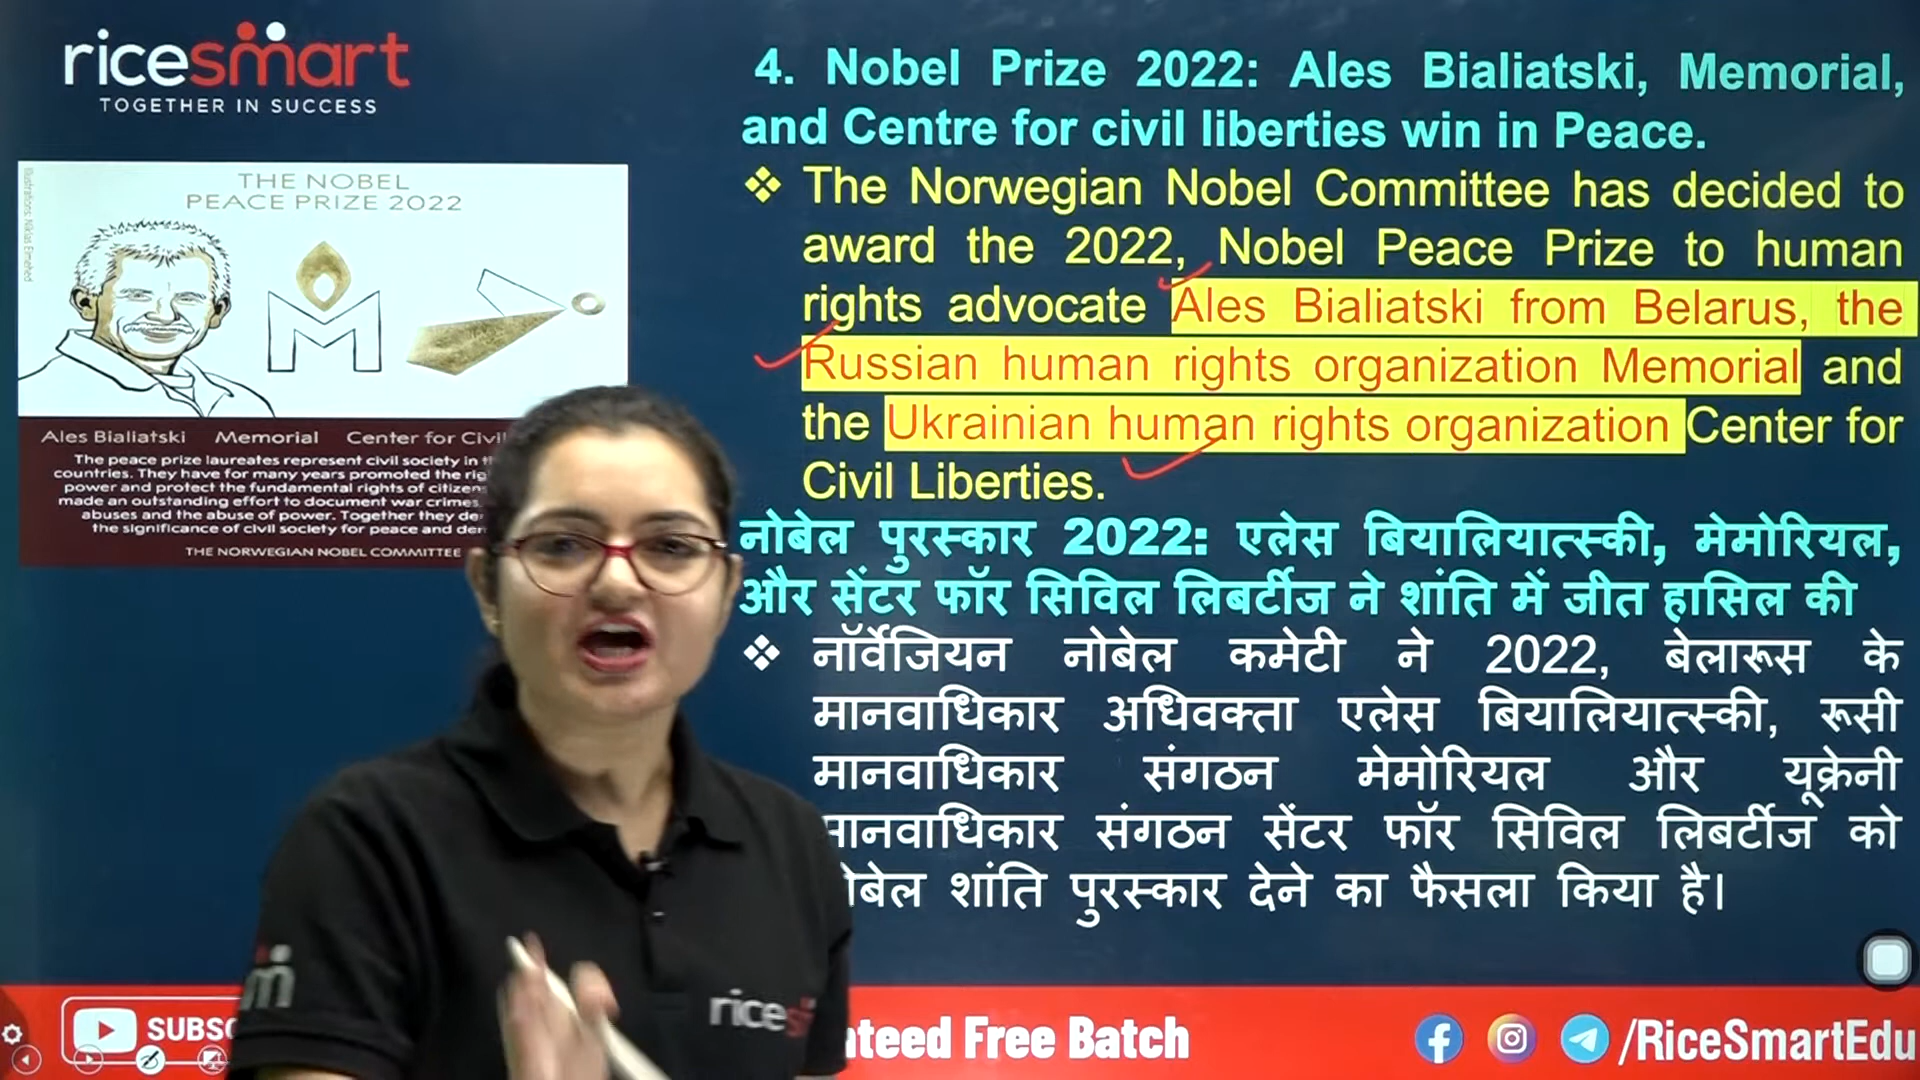 ricesmart
TOGETHER IN SUCCESS
THE NOBEL
PEACE PRIZE 2022
Ales Bialiatski Memorial Center for
The peace prize laureates represent civil society in
countries. They have for many years promoted the
power and protect the fundamental rights of
made an outstanding effort to document war crimes
abuses and the abuse of power. Together they
the significance of civil society for peace and
THE NORWEGIAN NOBEL COMMITTEE
4. Nobel Prize 2022: Ales Bialiatski, Memorial,
and Centre for civil liberties win in Peace.
❖ The Norwegian Nobel Committee has decided to
award the 2022, Nobel Peace Prize to human
rights advocate Ales Bialiatski from Belarus, the
Russian human rights organization Memorial and
the Ukrainian human rights organization Center for
Civil Liberties.
नोबेल पुरस्कार 2022: एलेस बियालियात्स्की, मेमोरियल,
और सेंटर फॉर सिविल लिबर्टीज ने शांति में जीत हासिल की
❖ नॉर्वेजियन नोबेल कमेटी ने 2022, बेलारूस के
मानवाधिकार अधिवक्ता एलेस बियालियात्स्की, रूसी
मानवाधिकार संगठन मेमोरियल और यूक्रेनी
मानवाधिकार संगठन सेंटर फॉर सिविल लिबर्टीज को
नोबेल शांति पुरस्कार देने का फैसला किया है।
rice
Free Batch
/RiceSmartEdu